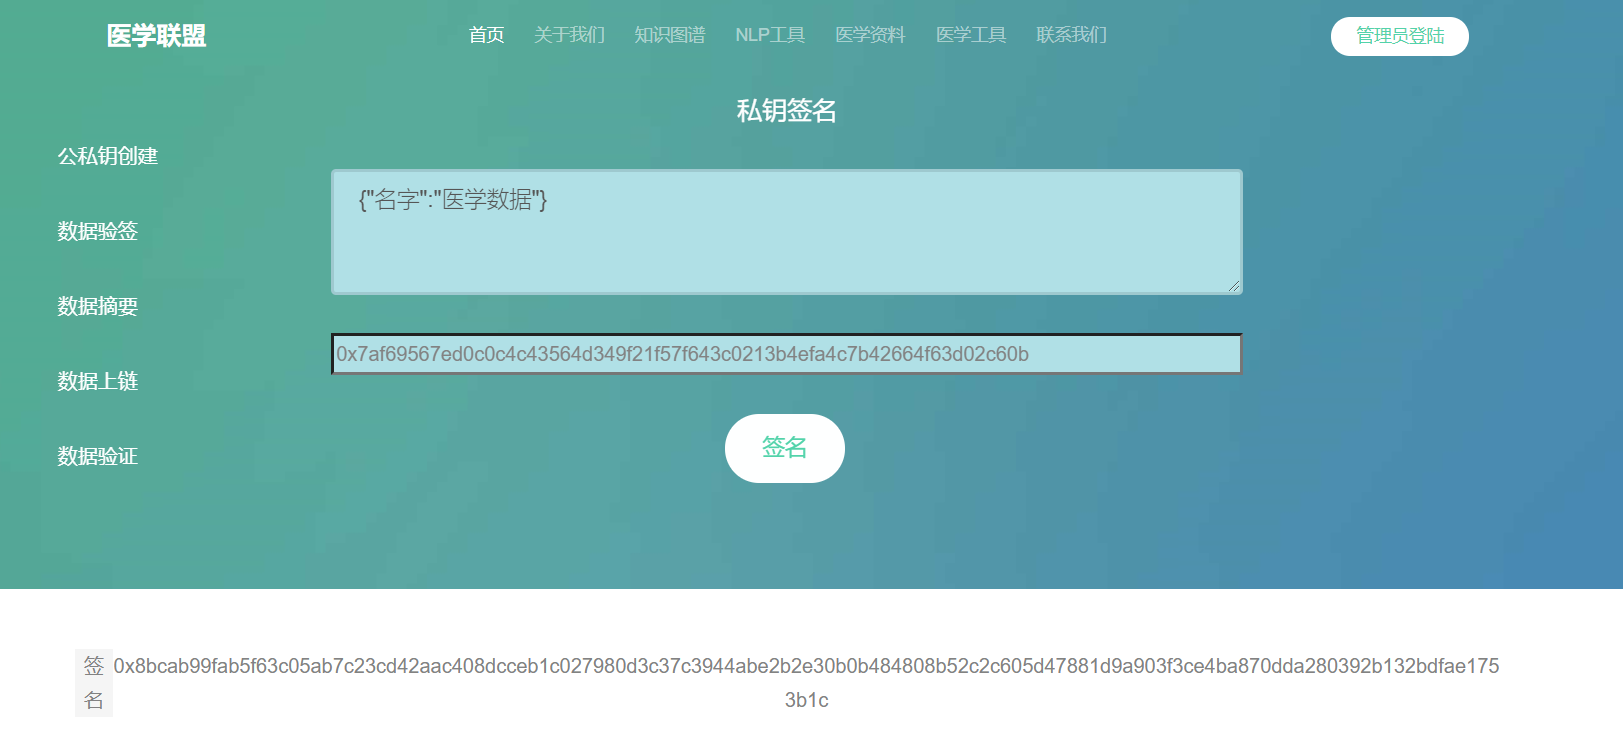 医学联盟
首页 关于我们 知识图谱 NLP工具 医学资料 医学工具 联系我们
管理员登陆
私钥签名
公私钥创建
数据验签
数据摘要
数据上链
数据验证
{"名字":"医学数据"}
0x7af69567ed0c0c4c43564d349f21f57f643c0213b4efa4c7b42664f63d02c60b
签名
签名
0x8bcab99fab5f63c05ab7c23cd42aac408dcceb1c027980d3c37c3944abe2b2e30b0b484808b52c2c605d47881d9a903f3ce4ba870dda280392b132bdfae175
3b1c